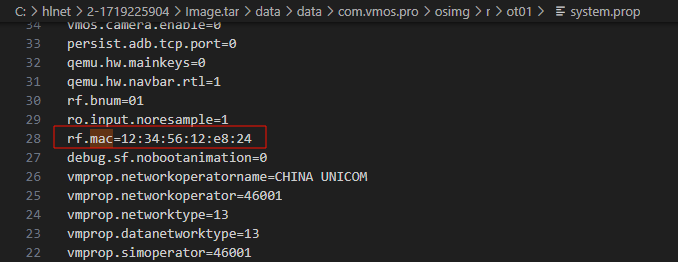 C: > hlnet > 2-1719225904 > Image.tar > data > data > com.vmos.pro > osimg > r > ot01 > system.prop
34 vmos.camera.enable=0
33 persist.adb.tcp.port=0
32 qemu.hw.mainkeys=0
31 qemu.hw.navbar.rtl=1
30 rf.bnum=01
29 ro.input.noresample=1
28 rf.mac=12:34:56:12:e8:24
27 debug.sf.nobootanimation=0
26 vmprop.networkoperatorname=CHINA UNICOM
25 vmprop.networkoperator=46001
24 vmprop.networktype=13
23 vmprop.datanetworktype=13
22 vmprop.simoperator=46001